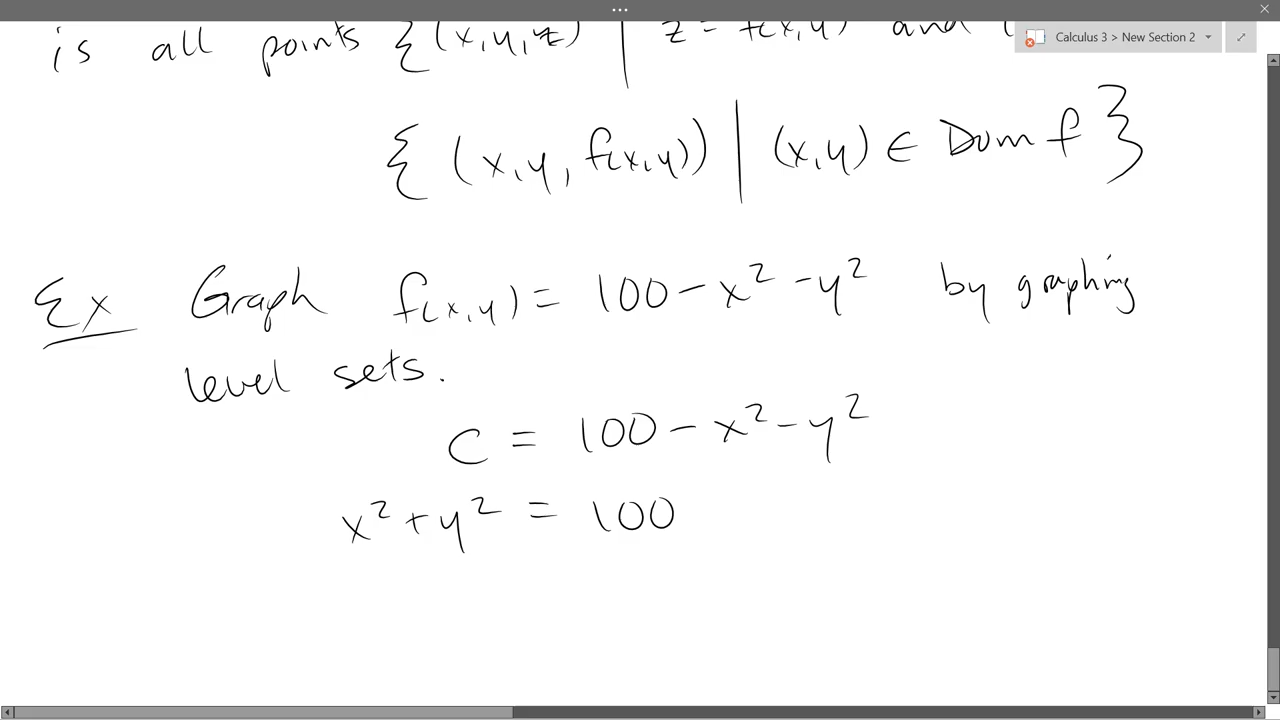 is all points {(x,y,z) | z = f(x,y) and (
Calculus 3 > New Section 2
{ (x,y, f(x,y)) | (x,y) ∈ Dom f }
Ex Graph f(x,y) = 100 - x² - y² by graphing
level sets.
C = 100 - x² - y²
x² + y² = 100